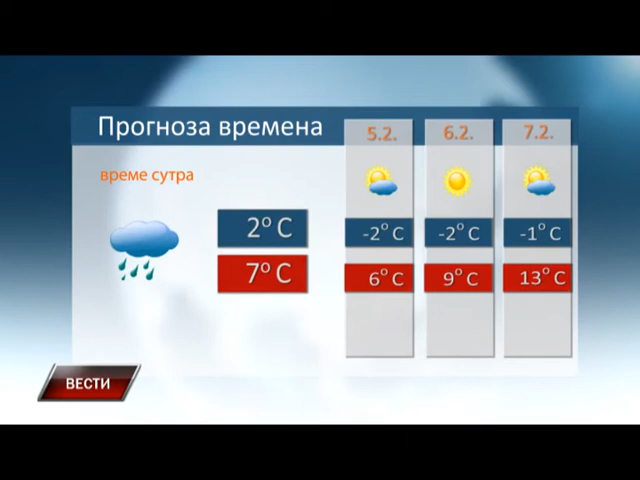 Прогноза времена
време сутра
2° C
7° C
5.2.
6.2.
7.2.
-2° C
-2° C
-1° C
6° C
9° C
13° C
ВЕСТИ